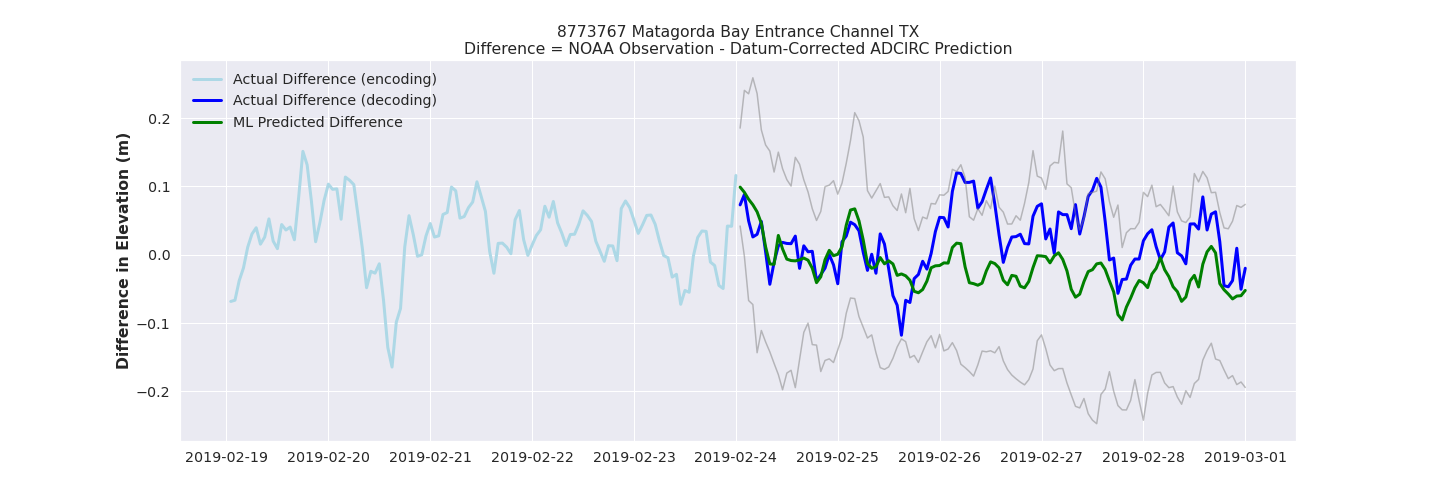 8773767 Matagorda Bay Entrance Channel TX
Difference = NOAA Observation - Datum-Corrected ADCIRC Prediction
Actual Difference (encoding)
Actual Difference (decoding)
ML Predicted Difference
Difference in Elevation (m)
0.2
0.1
0.0
−0.1
−0.2
2019-02-19 2019-02-20 2019-02-21 2019-02-22 2019-02-23 2019-02-24 2019-02-25 2019-02-26 2019-02-27 2019-02-28 2019-03-01